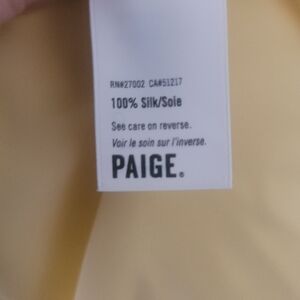 RN#27002 CA#51217
100% Silk/Soie
See care on reverse.
Voir le soin sur l'inverse.
PAIGE.